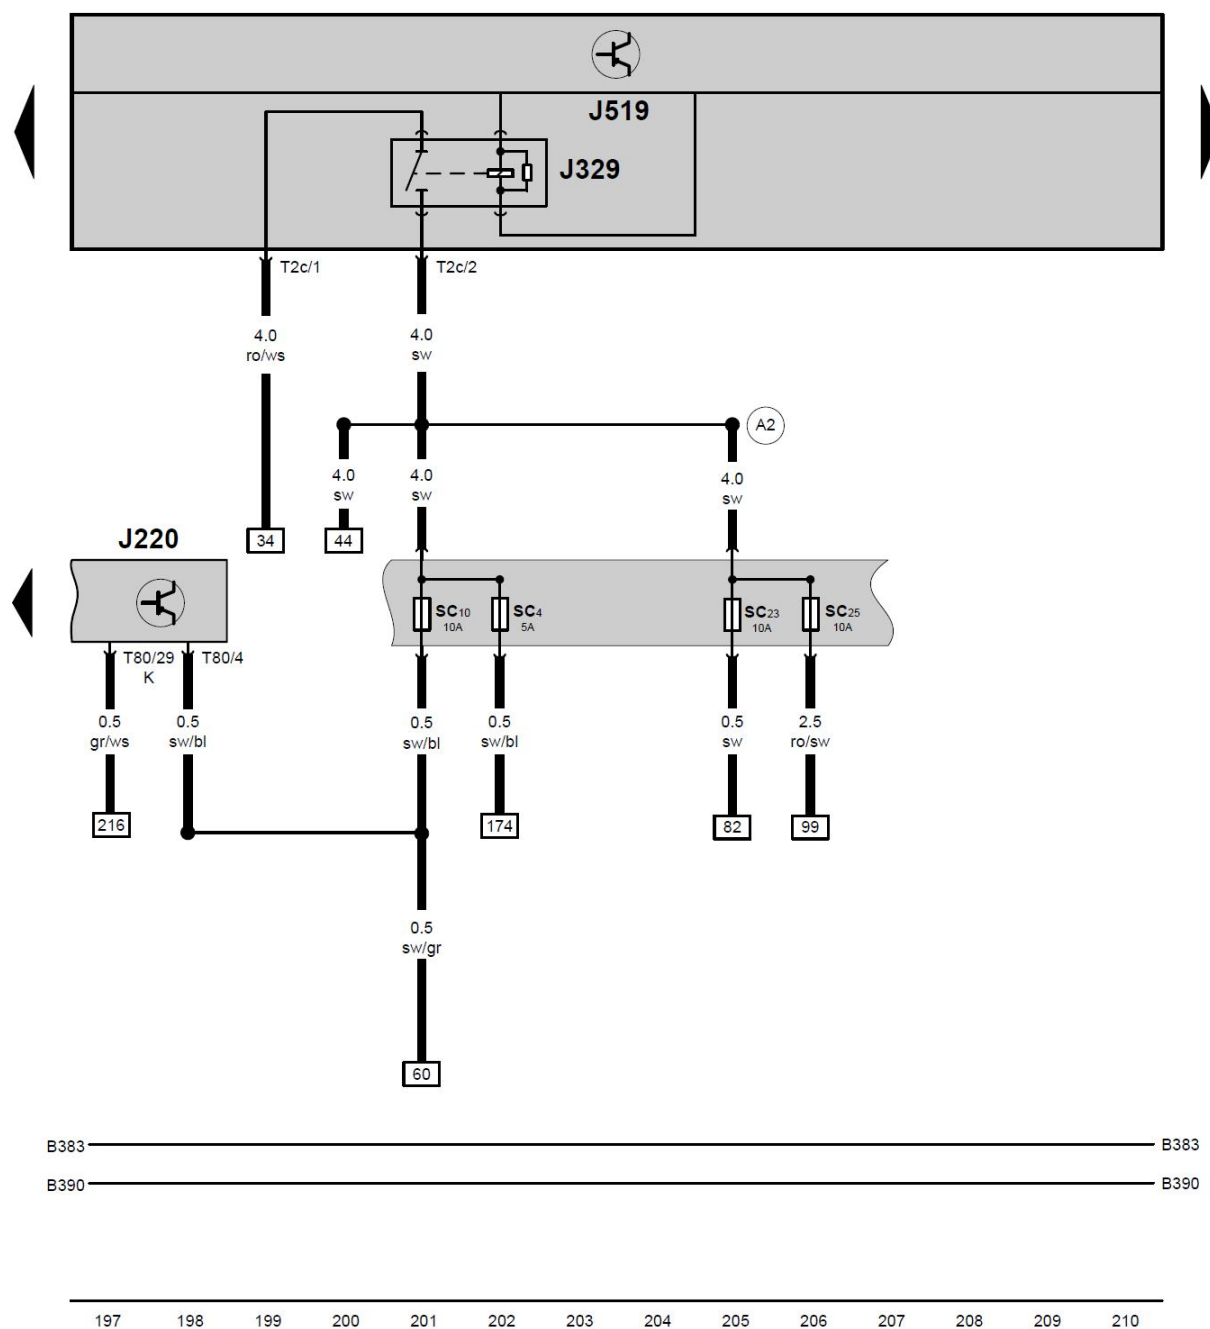 J519
J329
T2c/1
T2c/2
4.0
ro/ws
4.0
sw
A2
4.0
sw
4.0
sw
4.0
sw
34
44
J220
SC10
10A
SC4
5A
SC23
10A
SC25
10A
T80/29
K
T80/4
0.5
gr/ws
0.5
sw/bl
0.5
sw/bl
0.5
sw/bl
0.5
sw
2.5
ro/sw
216
174
82
99
0.5
sw/gr
60
B383 B383
B390 B390
197 198 199 200 201 202 203 204 205 206 207 208 209 210